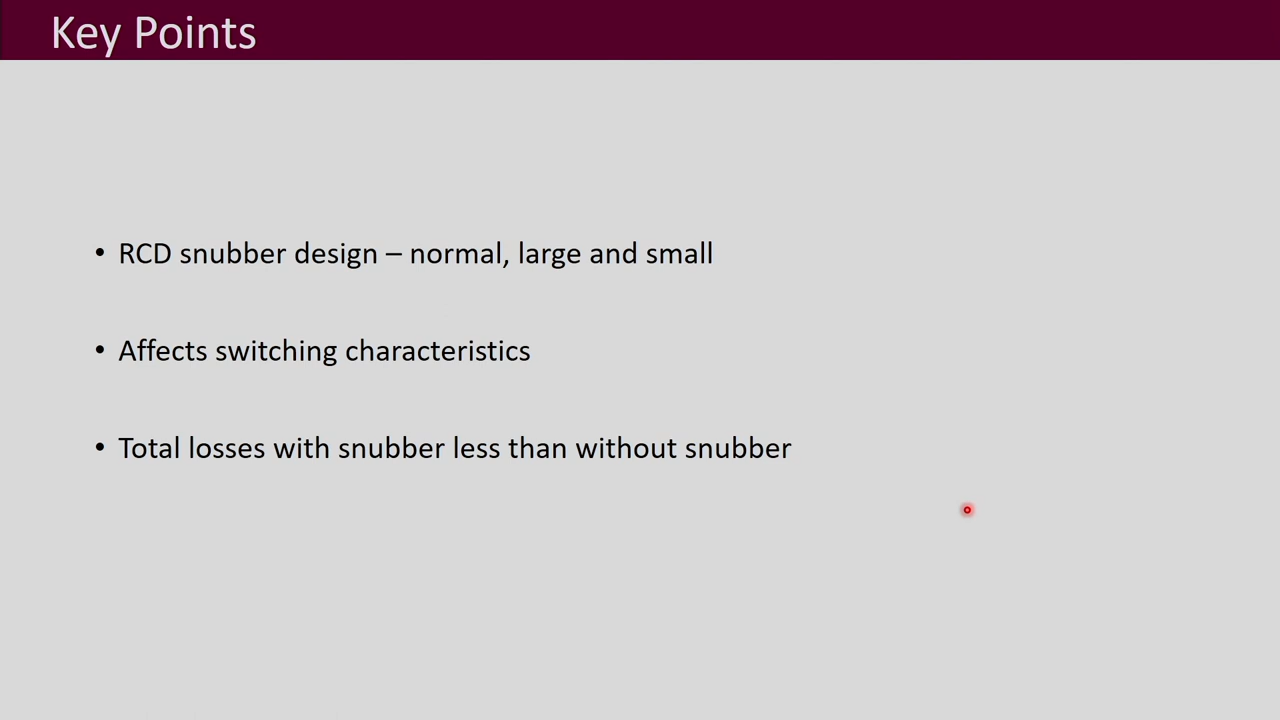 Key Points
• RCD snubber design – normal, large and small
• Affects switching characteristics
• Total losses with snubber less than without snubber